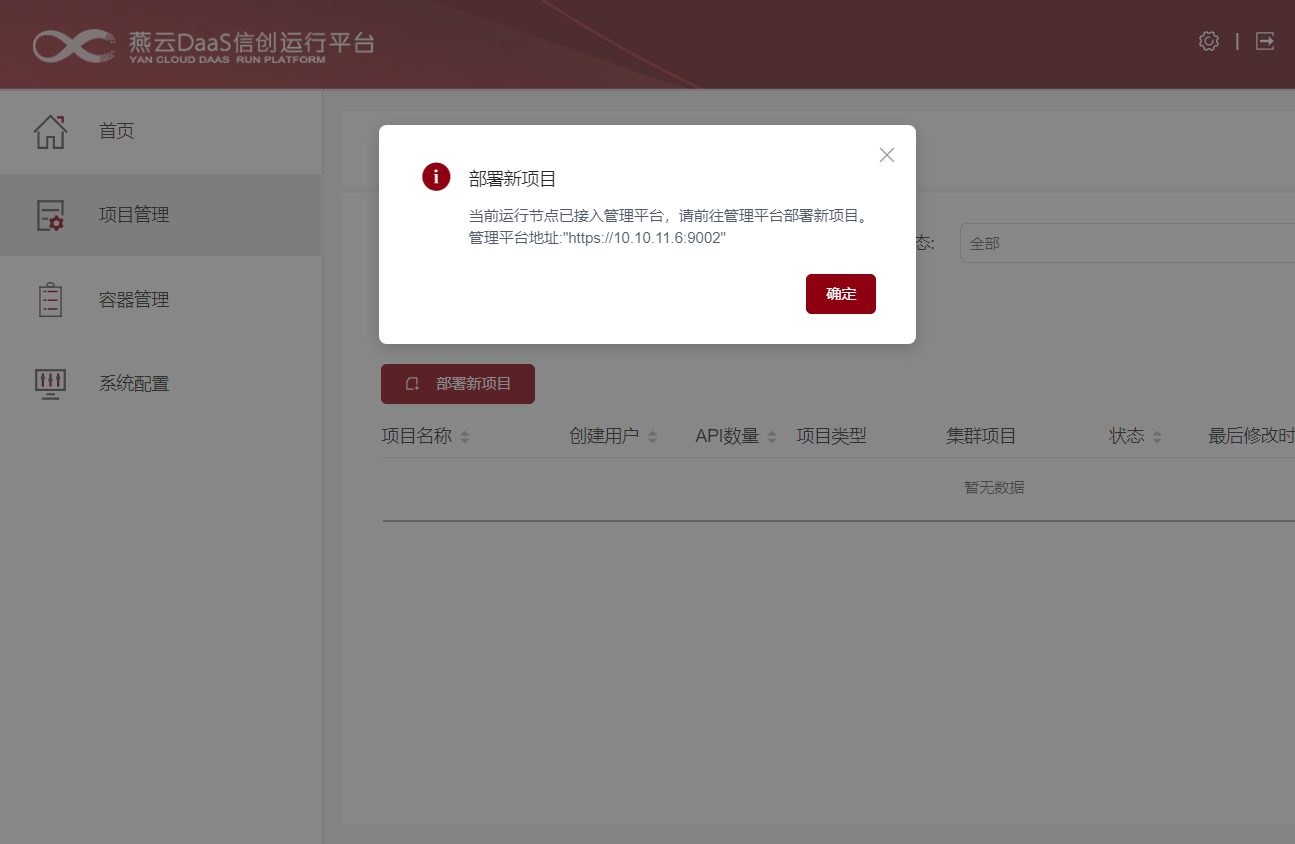 燕云DaaS信创运行平台
YAN CLOUD DAAS RUN PLATFORM
首页
项目管理
容器管理
系统配置
部署新项目
当前运行节点已接入管理平台，请前往管理平台部署新项目。
管理平台地址:"https://10.10.11.6:9002"
确定
态:
全部
部署新项目
项目名称 创建用户 API数量 项目类型 集群项目 状态 最后修改时
暂无数据